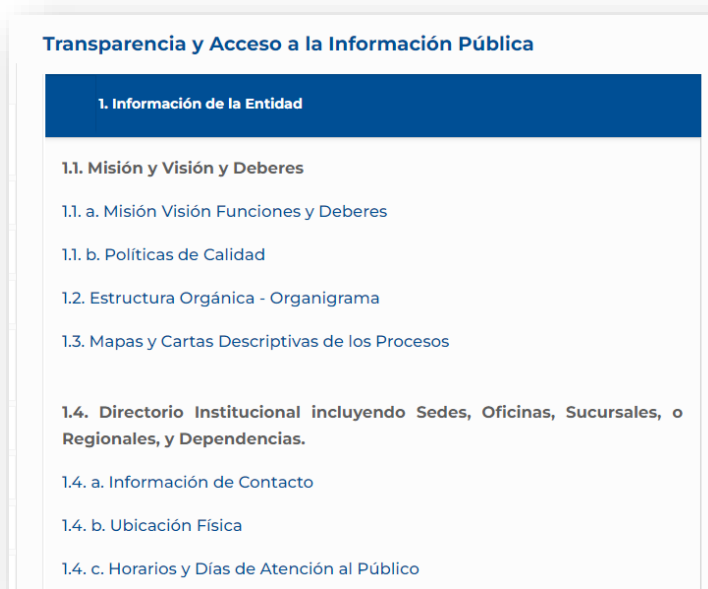 Transparencia y Acceso a la Información Pública
1. Información de la Entidad
1.1. Misión y Visión y Deberes
1.1. a. Misión Visión Funciones y Deberes
1.1. b. Políticas de Calidad
1.2. Estructura Orgánica - Organigrama
1.3. Mapas y Cartas Descriptivas de los Procesos
1.4. Directorio Institucional incluyendo Sedes, Oficinas, Sucursales, o
Regionales, y Dependencias.
1.4. a. Información de Contacto
1.4. b. Ubicación Física
1.4. c. Horarios y Días de Atención al Público